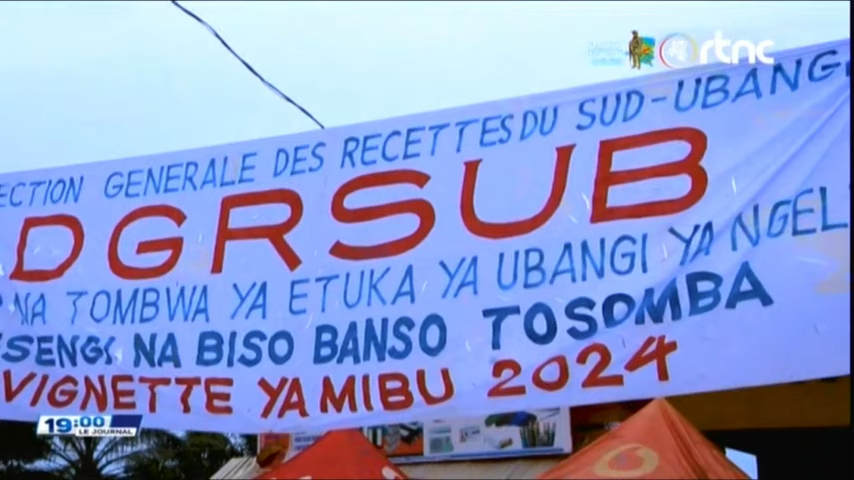 rtnc
ECTION GENERALE DES RECETTES DU SUD-UBANG
DGRSUB
NA TOMBWA YA ETUKA YA UBANGI YA NGEL
SENGI NA BISO BANSO TOSOMBA
VIGNETTE YA MIBU 2024
19:00
LE JOURNAL